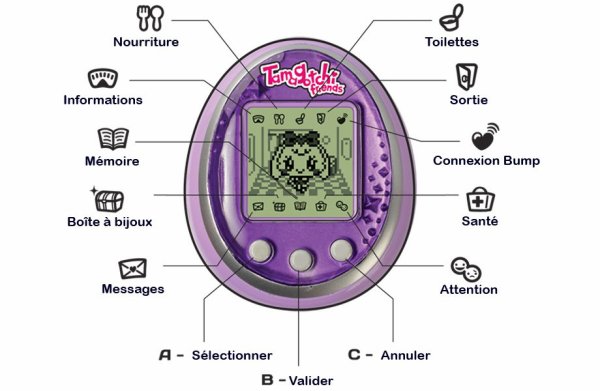 Nourriture
Toilettes
Tamagotchi
friends
Informations
Sortie
Mémoire
Connexion Bump
Boîte à bijoux
Santé
Messages
Attention
A - Sélectionner
C - Annuler
B - Valider